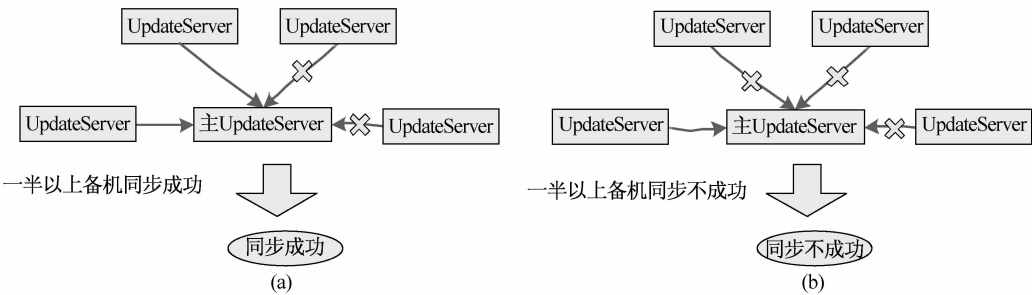 UpdateServer
UpdateServer
UpdateServer
主UpdateServer
UpdateServer
一半以上备机同步成功
同步成功
(a)
UpdateServer
UpdateServer
UpdateServer
主UpdateServer
UpdateServer
一半以上备机同步不成功
同步不成功
(b)